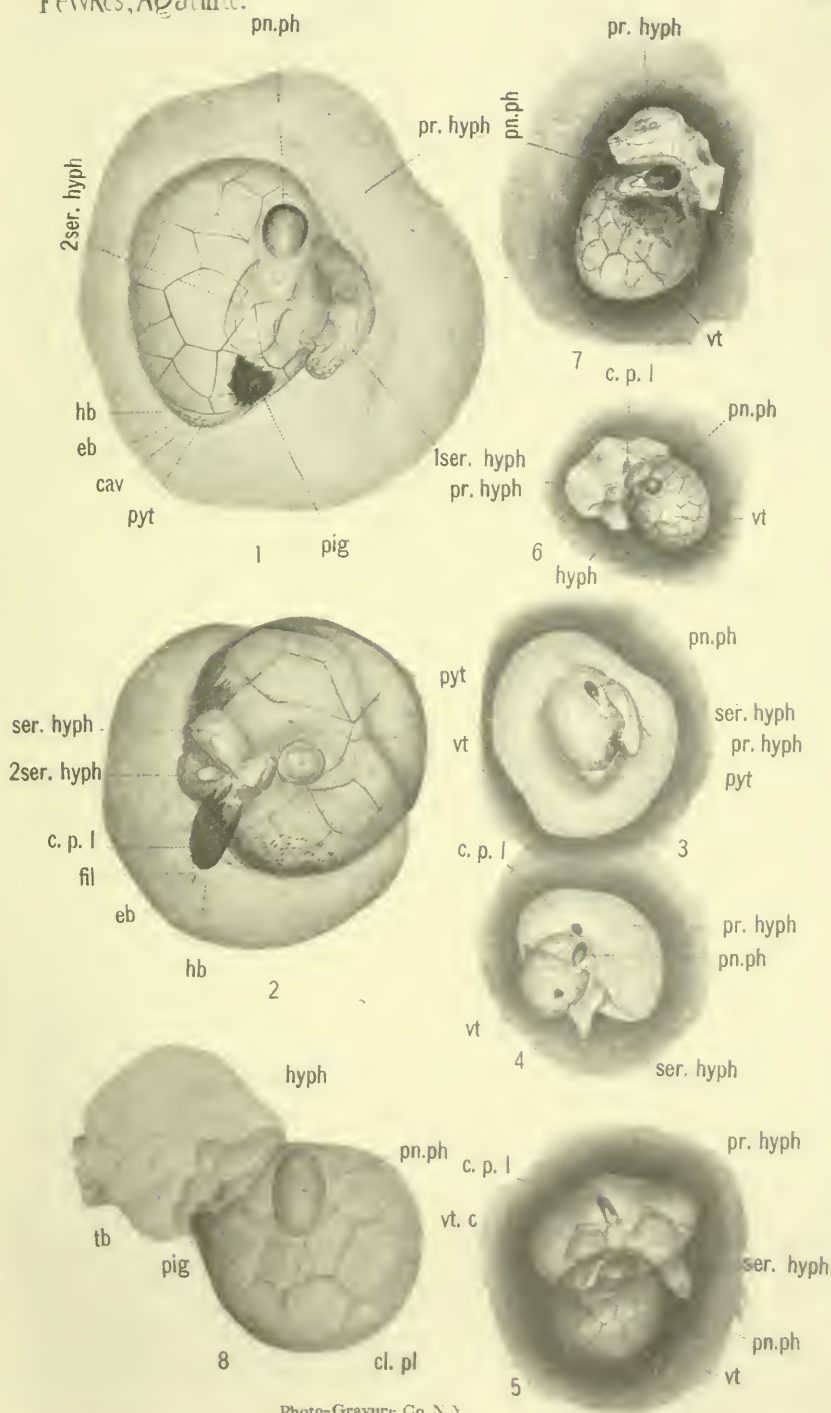 Fewkes, Agalma.
pn.ph
pr. hyph
2ser. hyph
hb
eb
cav
pyt
1ser. hyph
pig
1
pr. hyph
pn.ph
vt
7
c. p. l
pn.ph
pr. hyph
vt
6
hyph
ser. hyph
2ser. hyph
c. p. l
fil
eb
hb
2
pn.ph
pyt
vt
ser. hyph
pr. hyph
pyt
3
c. p. l
pr. hyph
pn.ph
vt
4
ser. hyph
hyph
pn.ph
vt. c
tb
pig
8
cl. pl
pr. hyph
c. p. l
ser. hyph
pn.ph
vt
5
Photo-Gravure Co. N.Y.